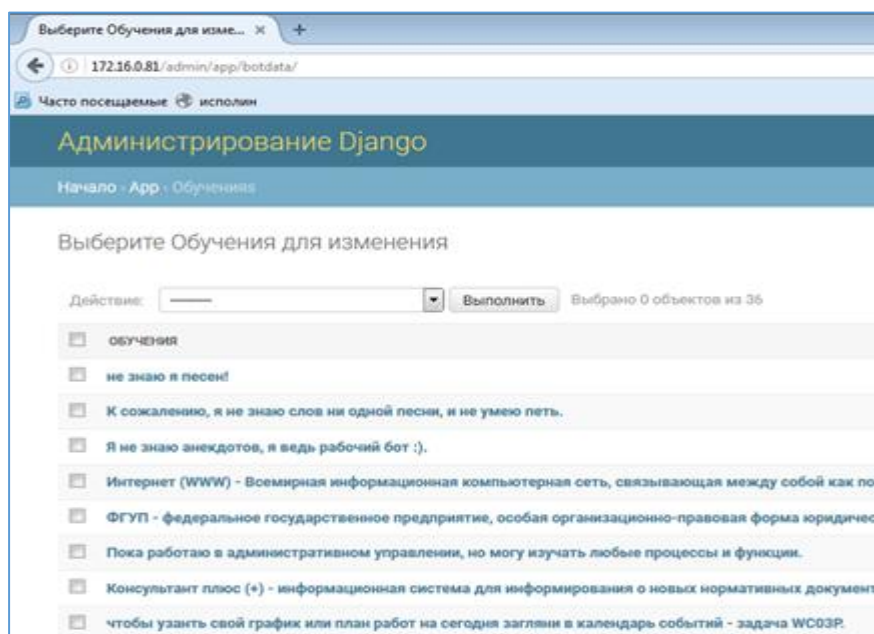 Выберите Обучения для изме... × +
172.16.0.81/admin/app/botdata/
Часто посещаемые исполин
Администрирование Django
Начало › App › Обученияs
Выберите Обучения для изменения
Действие: --------- Выполнить Выбрано 0 объектов из 36
ОБУЧЕНИЯ
не знаю я песен!
К сожалению, я не знаю слов ни одной песни, и не умею петь.
Я не знаю анекдотов, я ведь рабочий бот :).
Интернет (WWW) - Всемирная информационная компьютерная сеть, связывающая между собой как по
ФГУП - федеральное государственное предприятие, особая организационно-правовая форма юридичес
Пока работаю в административном управлении, но могу изучать любые процессы и функции.
Консультант плюс (+) - информационная система для информирования о новых нормативных документ
чтобы узанть свой график или план работ на сегодня загляни в календарь событий - задача WC03P.